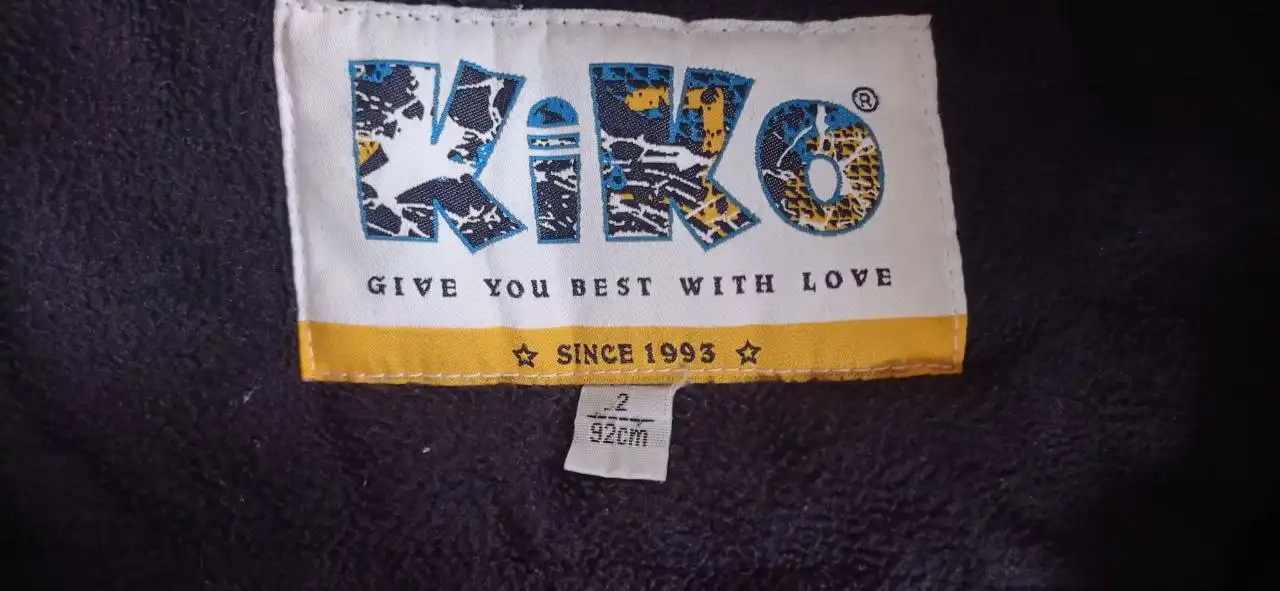 KiKo ®
GIVE YOU BEST WITH LOVE
☆ SINCE 1993 ☆
2
92cm